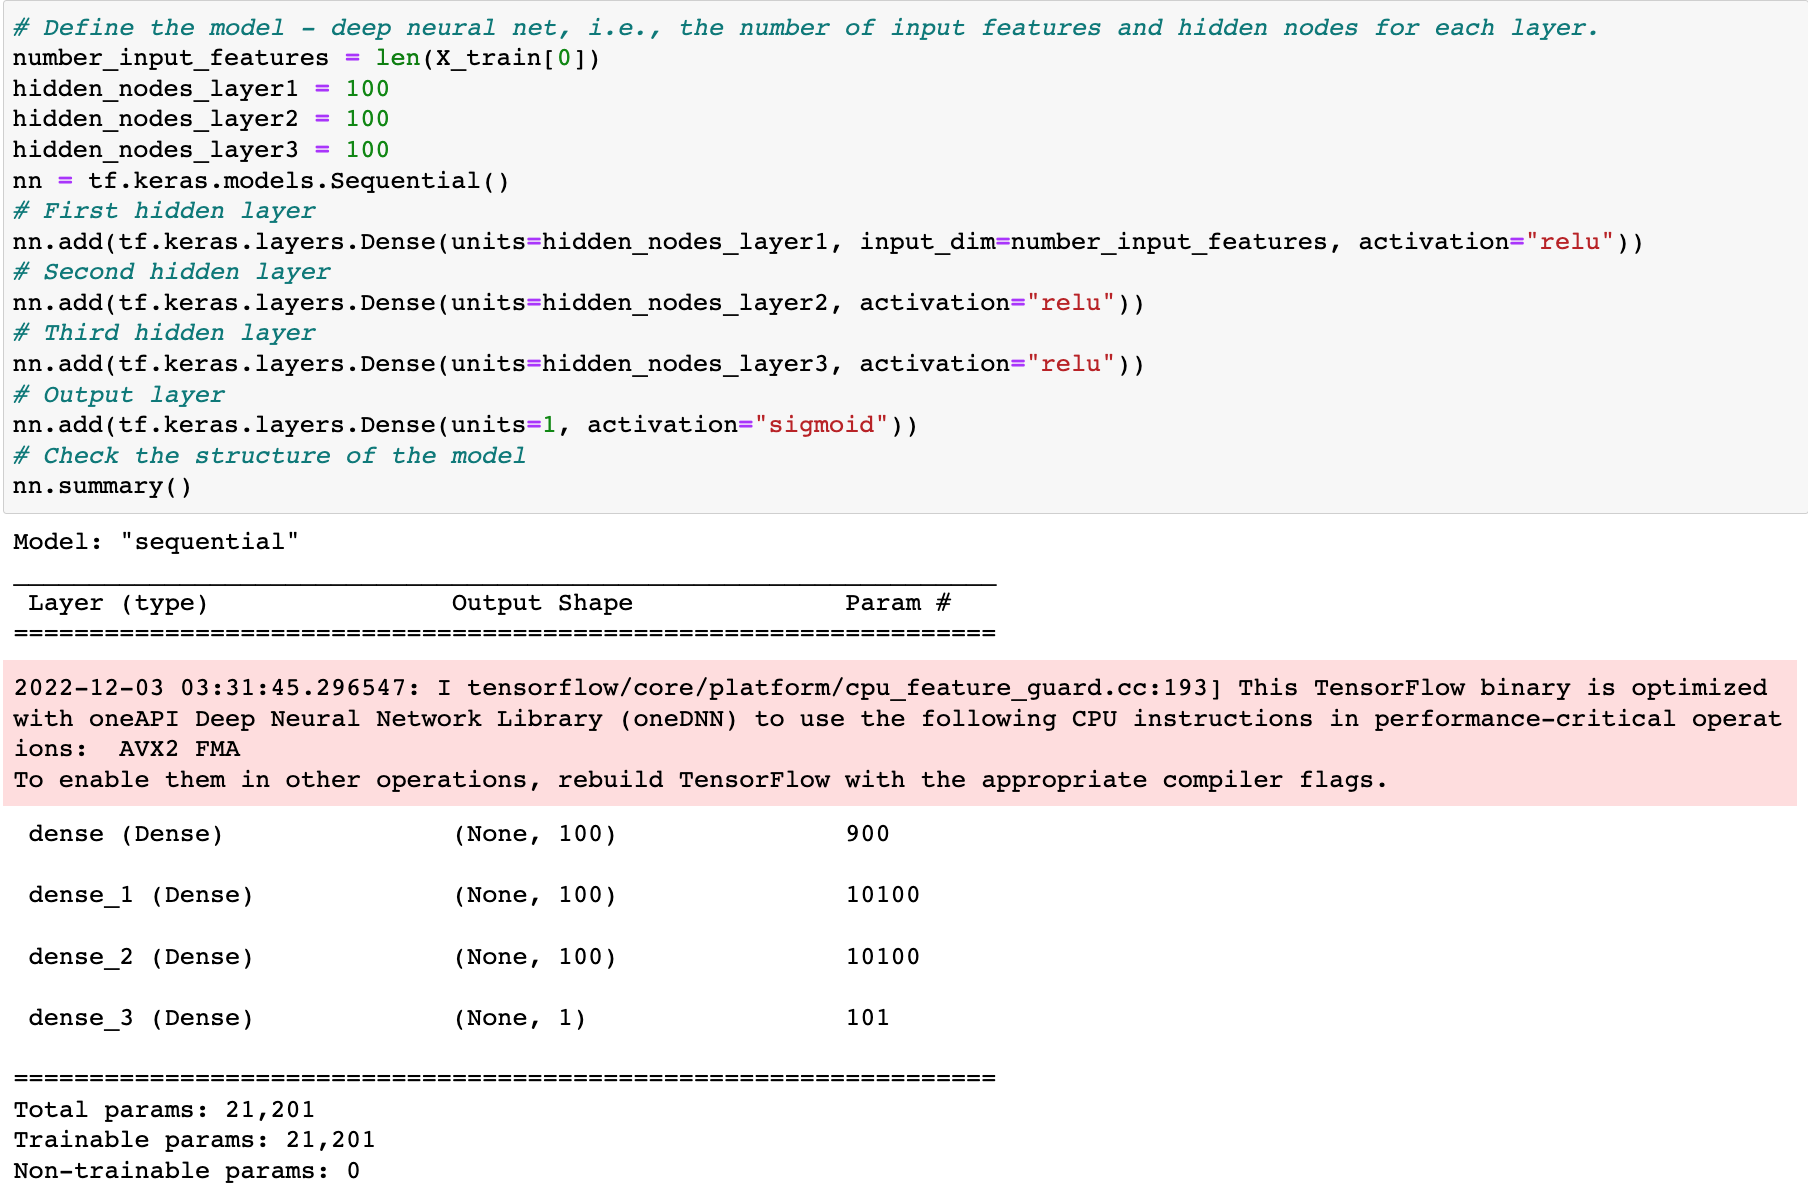 # Define the model - deep neural net, i.e., the number of input features and hidden nodes for each layer.
number_input_features = len(X_train[0])
hidden_nodes_layer1 = 100
hidden_nodes_layer2 = 100
hidden_nodes_layer3 = 100
nn = tf.keras.models.Sequential()
# First hidden layer
nn.add(tf.keras.layers.Dense(units=hidden_nodes_layer1, input_dim=number_input_features, activation="relu"))
# Second hidden layer
nn.add(tf.keras.layers.Dense(units=hidden_nodes_layer2, activation="relu"))
# Third hidden layer
nn.add(tf.keras.layers.Dense(units=hidden_nodes_layer3, activation="relu"))
# Output layer
nn.add(tf.keras.layers.Dense(units=1, activation="sigmoid"))
# Check the structure of the model
nn.summary()
Model: "sequential"
_________________________________________________________________
 Layer (type)                Output Shape              Param #
=================================================================
2022-12-03 03:31:45.296547: I tensorflow/core/platform/cpu_feature_guard.cc:193] This TensorFlow binary is optimized
with oneAPI Deep Neural Network Library (oneDNN) to use the following CPU instructions in performance-critical operat
ions:  AVX2 FMA
To enable them in other operations, rebuild TensorFlow with the appropriate compiler flags.
 dense (Dense)               (None, 100)               900
 dense_1 (Dense)             (None, 100)               10100
 dense_2 (Dense)             (None, 100)               10100
 dense_3 (Dense)             (None, 1)                 101
=================================================================
Total params: 21,201
Trainable params: 21,201
Non-trainable params: 0